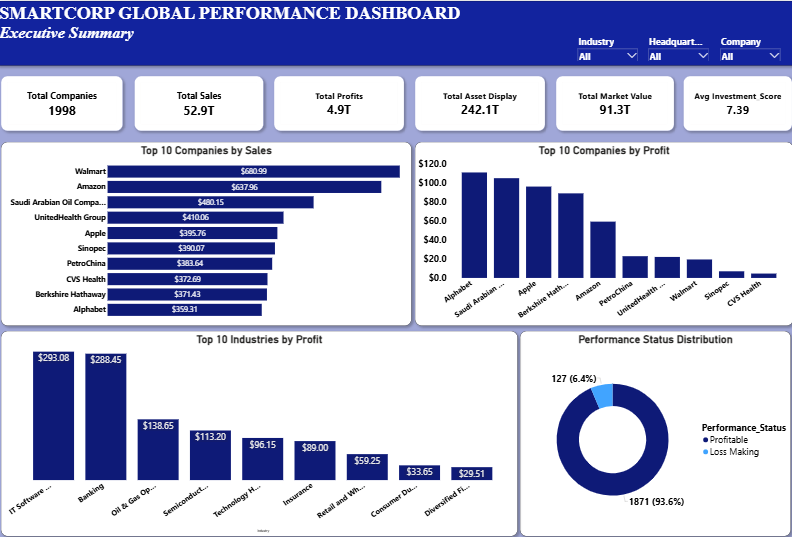 SMARTCORP GLOBAL PERFORMANCE DASHBOARD
Executive Summary
Industry Headquart... Company
All All All
Total Companies
1998
Total Sales
52.9T
Total Profits
4.9T
Total Asset Display
242.1T
Total Market Value
91.3T
Avg Investment_Score
7.39
Top 10 Companies by Sales
Walmart $680.99
Amazon $637.96
Saudi Arabian Oil Compa... $480.15
UnitedHealth Group $410.06
Apple $395.76
Sinopec $390.07
PetroChina $383.64
CVS Health $372.69
Berkshire Hathaway $371.43
Alphabet $359.31
Top 10 Companies by Profit
$120.0
$100.0
$80.0
$60.0
$40.0
$20.0
$0.0
Alphabet
Saudi Arabian ...
Apple
Berkshire Hath...
Amazon
PetroChina
UnitedHealth ...
Walmart
Sinopec
CVS Health
Top 10 Industries by Profit
$293.08
$288.45
$138.65
$113.20
$96.15
$89.00
$59.25
$33.65
$29.51
IT Software ...
Banking
Oil & Gas Op...
Semiconduct...
Technology H...
Insurance
Retail and Wh...
Consumer Du...
Diversified Fi...
Industry
Performance Status Distribution
127 (6.4%)
1871 (93.6%)
Performance_Status
Profitable
Loss Making